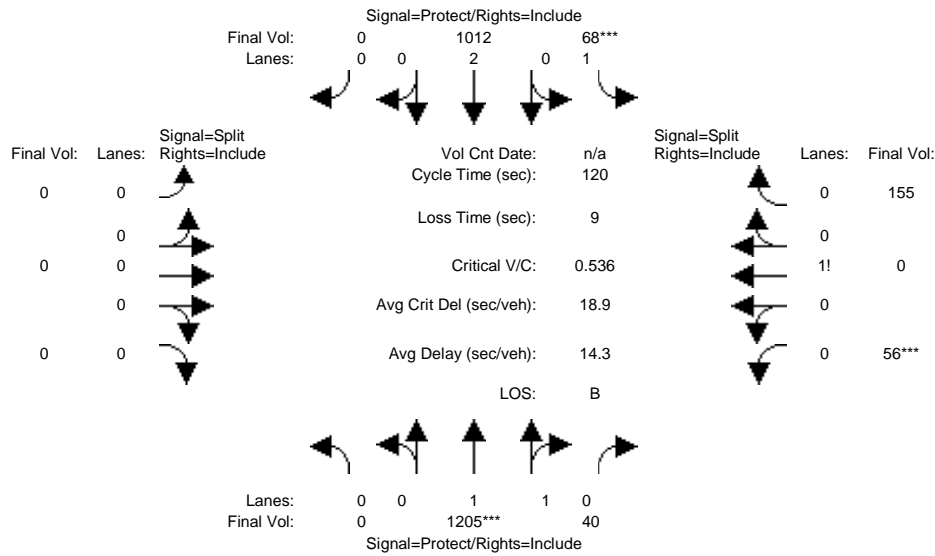 Signal=Protect/Rights=Include
Final Vol: 0 1012 68***
Lanes: 0 0 2 0 1
Signal=Split Signal=Split
Final Vol: Lanes: Rights=Include Vol Cnt Date: n/a Rights=Include Lanes: Final Vol:
Cycle Time (sec): 120
0 0 0 155
Loss Time (sec): 9
0 0
0 0 Critical V/C: 0.536 1! 0
0 Avg Crit Del (sec/veh): 18.9 0
0 0 Avg Delay (sec/veh): 14.3 0 56***
LOS: B
Lanes: 0 0 1 1 0
Final Vol: 0 1205*** 40
Signal=Protect/Rights=Include